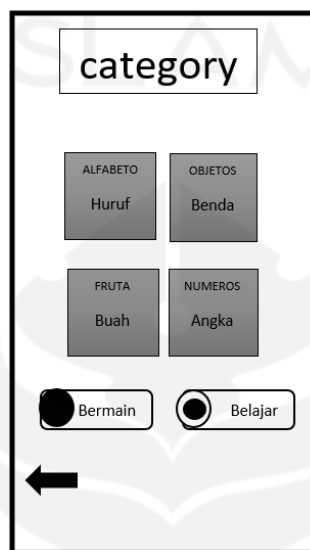 category
ALFABETO
Huruf
OBJETOS
Benda
FRUTA
Buah
NUMEROS
Angka
Bermain
Belajar